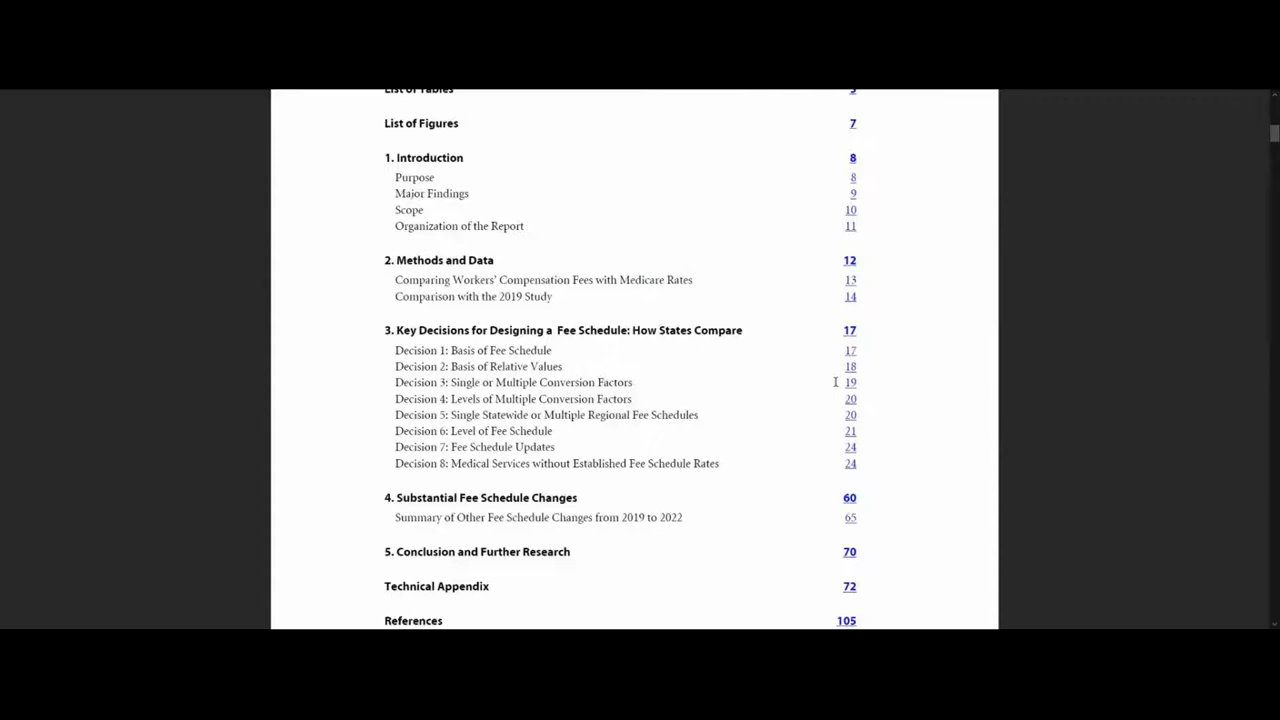 List of Tables 5
List of Figures 7
1. Introduction 8
Purpose 8
Major Findings 9
Scope 10
Organization of the Report 11
2. Methods and Data 12
Comparing Workers' Compensation Fees with Medicare Rates 13
Comparison with the 2019 Study 14
3. Key Decisions for Designing a Fee Schedule: How States Compare 17
Decision 1: Basis of Fee Schedule 17
Decision 2: Basis of Relative Values 18
Decision 3: Single or Multiple Conversion Factors 19
Decision 4: Levels of Multiple Conversion Factors 20
Decision 5: Single Statewide or Multiple Regional Fee Schedules 20
Decision 6: Level of Fee Schedule 21
Decision 7: Fee Schedule Updates 24
Decision 8: Medical Services without Established Fee Schedule Rates 24
4. Substantial Fee Schedule Changes 60
Summary of Other Fee Schedule Changes from 2019 to 2022 65
5. Conclusion and Further Research 70
Technical Appendix 72
References 105